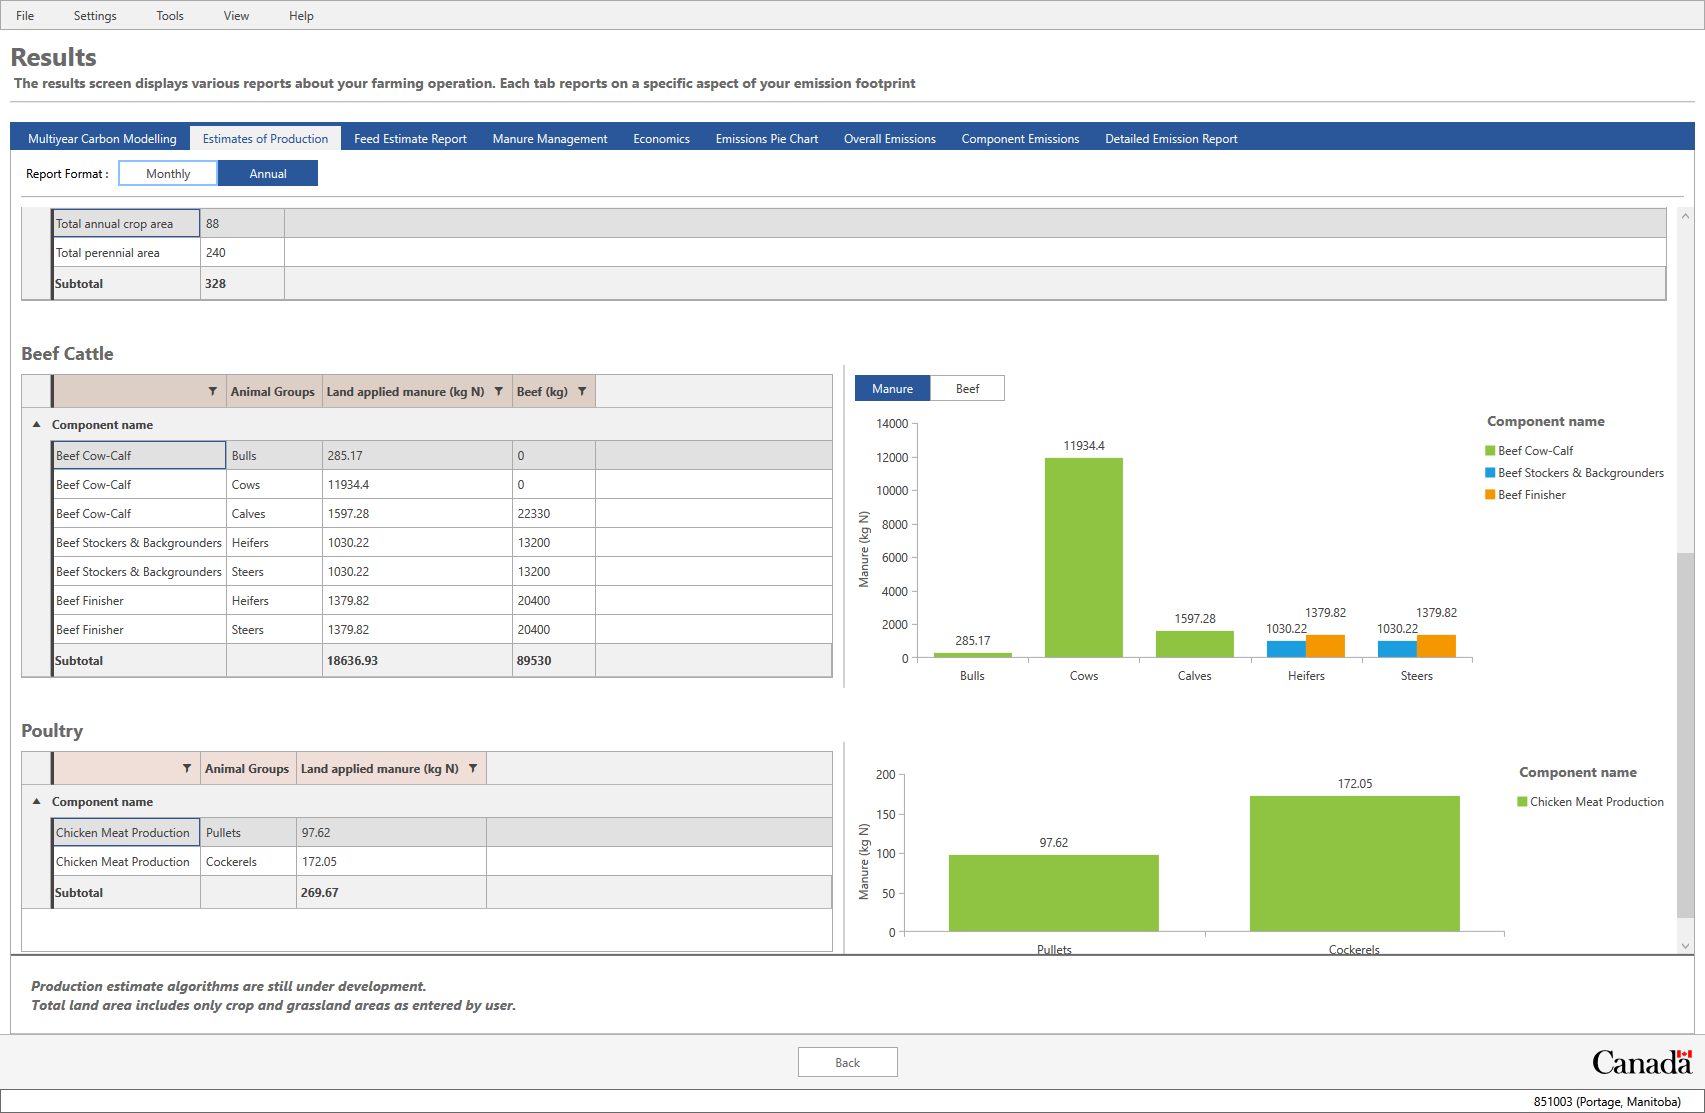 File Settings Tools View Help
Results
The results screen displays various reports about your farming operation. Each tab reports on a specific aspect of your emission footprint
Multiyear Carbon Modelling Estimates of Production Feed Estimate Report Manure Management Economics Emissions Pie Chart Overall Emissions Component Emissions Detailed Emission Report
Report Format : Monthly Annual
Total annual crop area 88
Total perennial area 240
Subtotal 328
Beef Cattle
Animal Groups Land applied manure (kg N) Beef (kg)
Component name
Beef Cow-Calf Bulls 285.17 0
Beef Cow-Calf Cows 11934.4 0
Beef Cow-Calf Calves 1597.28 22330
Beef Stockers & Backgrounders Heifers 1030.22 13200
Beef Stockers & Backgrounders Steers 1030.22 13200
Beef Finisher Heifers 1379.82 20400
Beef Finisher Steers 1379.82 20400
Subtotal 18636.93 89530
Manure Beef
Manure (kg N)
14000
12000
10000
8000
6000
4000
2000
0
285.17 11934.4 1597.28 1030.22 1379.82 1030.22 1379.82
Bulls Cows Calves Heifers Steers
Component name
Beef Cow-Calf
Beef Stockers & Backgrounders
Beef Finisher
Poultry
Animal Groups Land applied manure (kg N)
Component name
Chicken Meat Production Pullets 97.62
Chicken Meat Production Cockerels 172.05
Subtotal 269.67
Manure (kg N)
200
150
100
50
0
97.62 172.05
Pullets Cockerels
Component name
Chicken Meat Production
Production estimate algorithms are still under development.
Total land area includes only crop and grassland areas as entered by user.
Back
Canada
851003 (Portage, Manitoba)